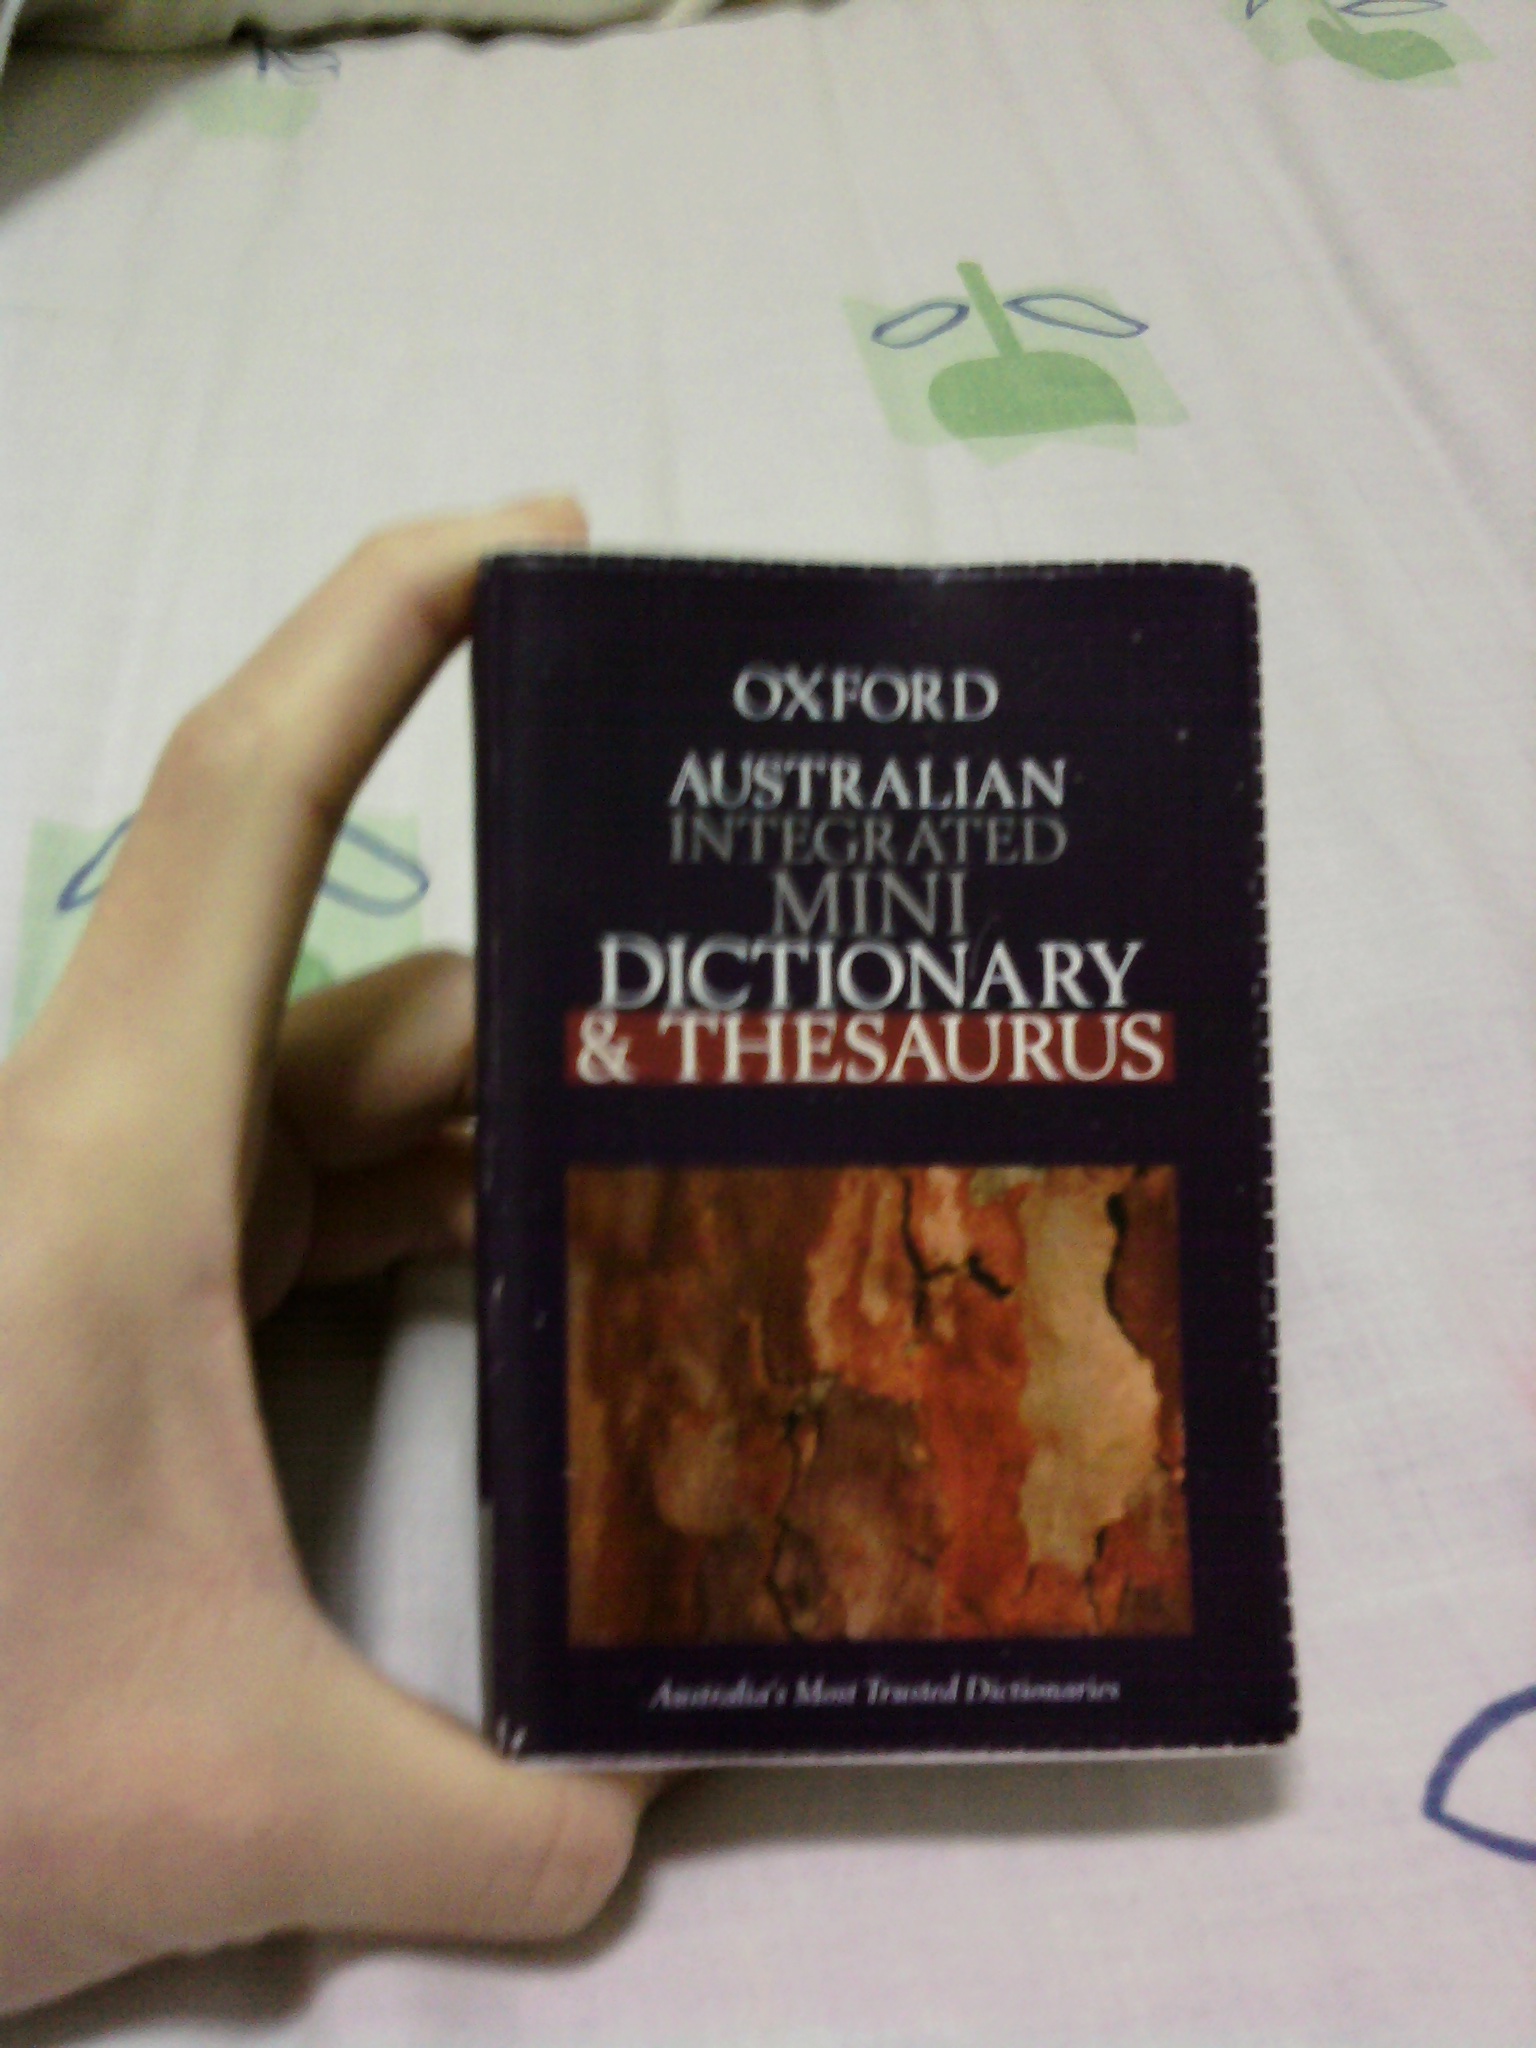 OXFORD
AUSTRALIAN
INTEGRATED
MINI
DICTIONARY
& THESAURUS
Australia's Most Trusted Dictionaries